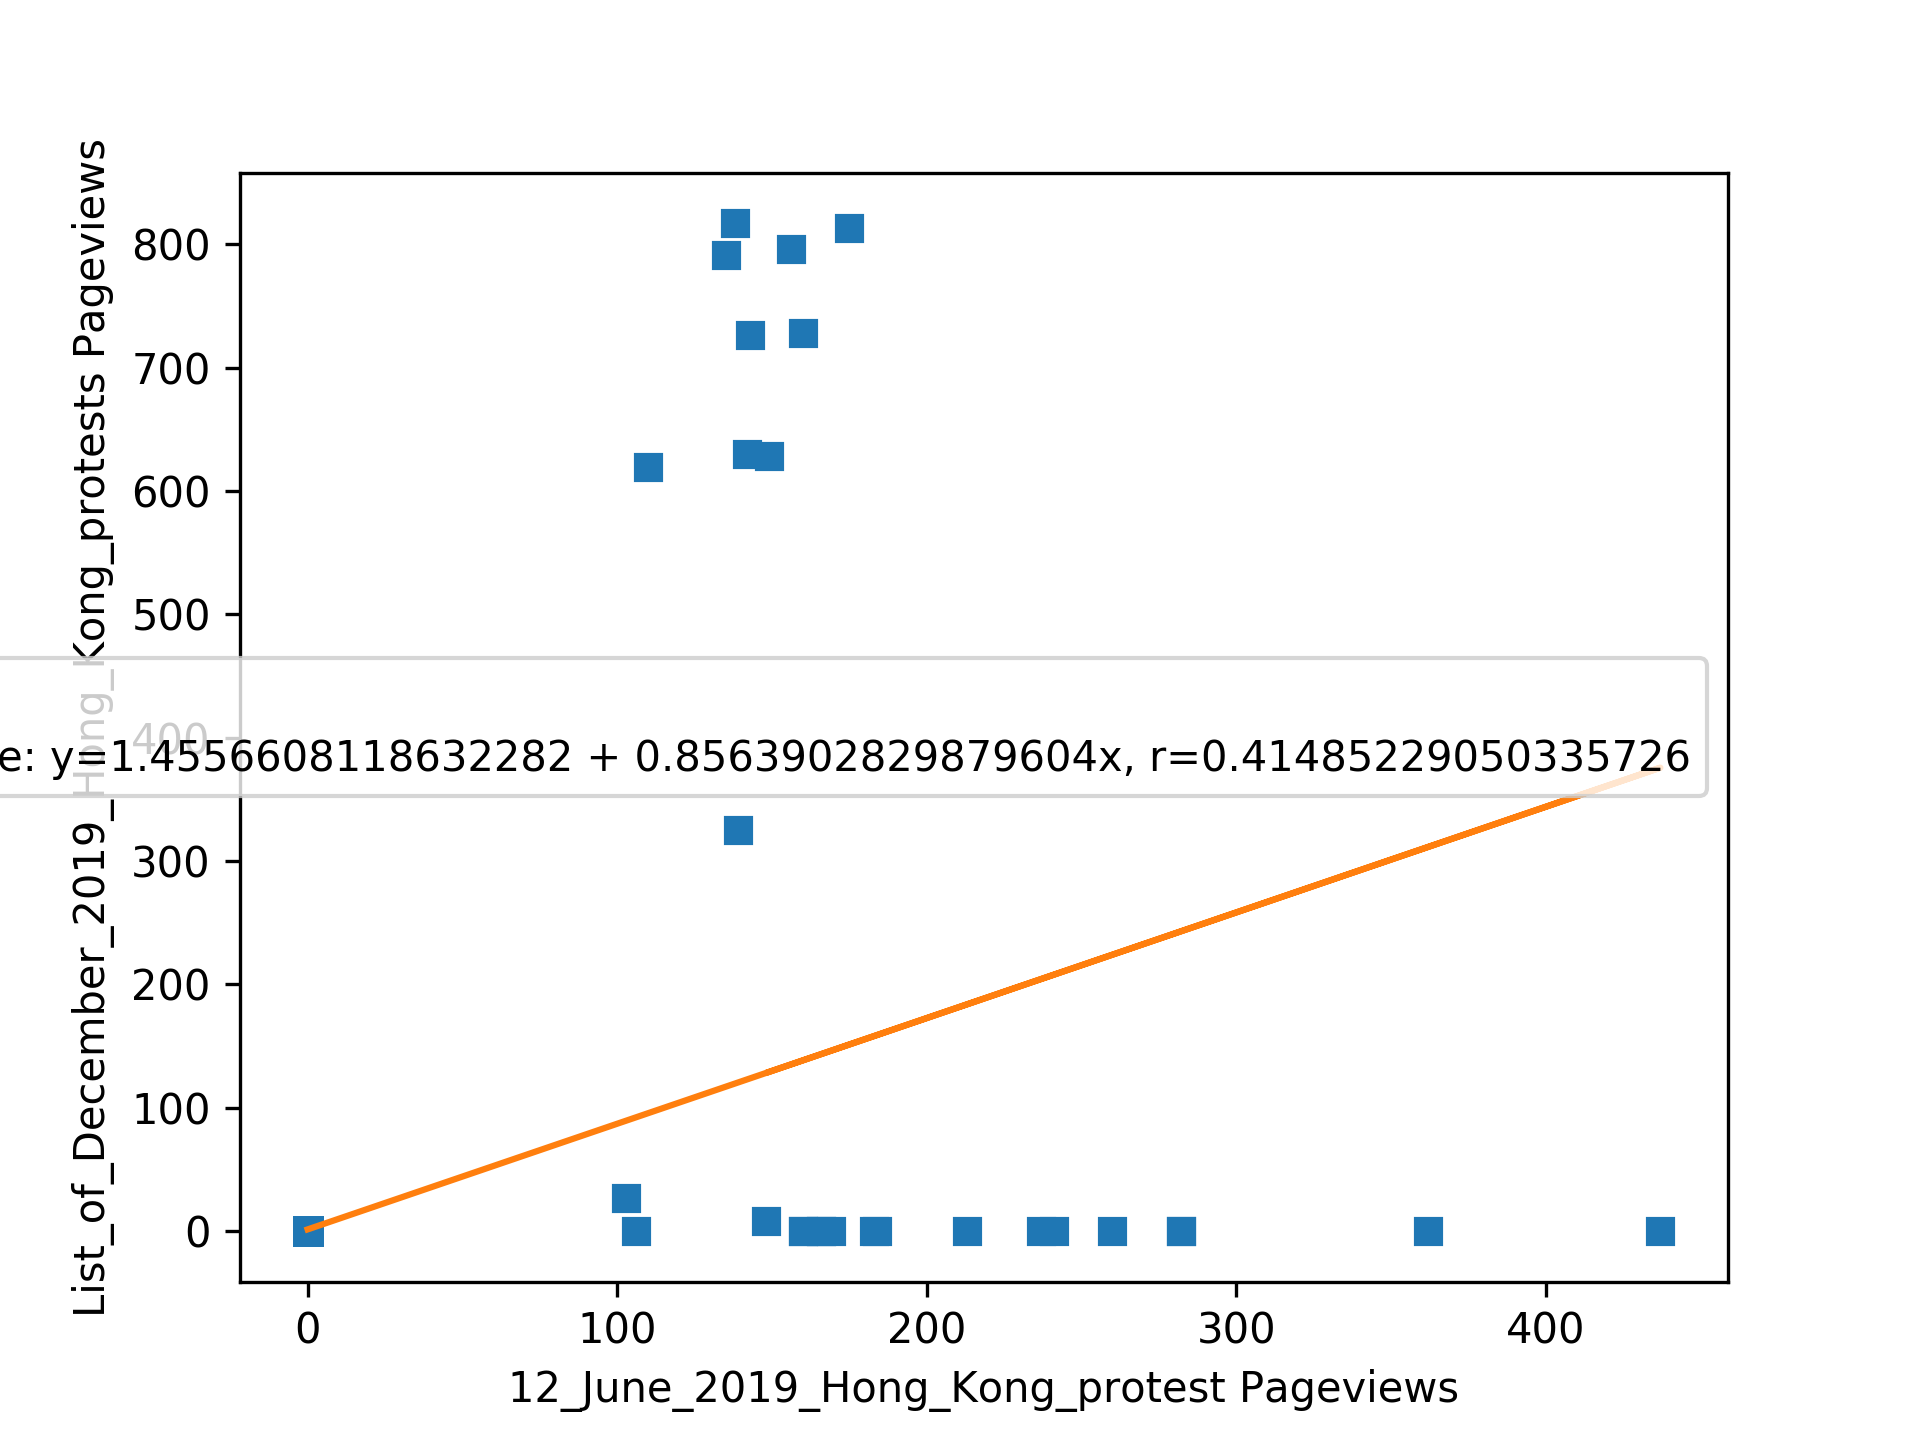 List_of_December_2019_Hong_Kong_protests Pageviews
800
700
600
500
400
300
200
100
0
e: y=1.4556608118632282 + 0.8563902829879604x, r=0.41485229050335726
0 100 200 300 400
12_June_2019_Hong_Kong_protest Pageviews